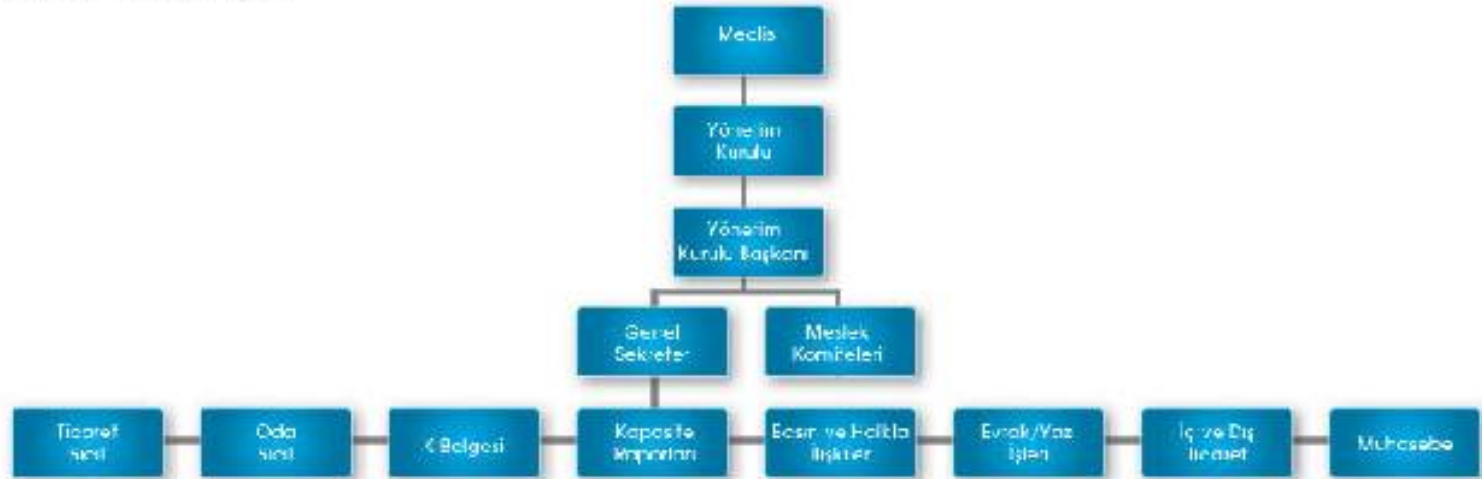 Meclis
Yönetim
Kurulu
Yönetim
Kurulu Başkanı
Genel
Sekreter
Meslek
Komiteleri
Ticaret
Sicil
Oda
Sicil
K Belgesi
Kapasite
Raporları
Basın ve Halkla
İlişkiler
Evrak/Yazı
İşleri
İç ve Dış
Ticaret
Muhasebe